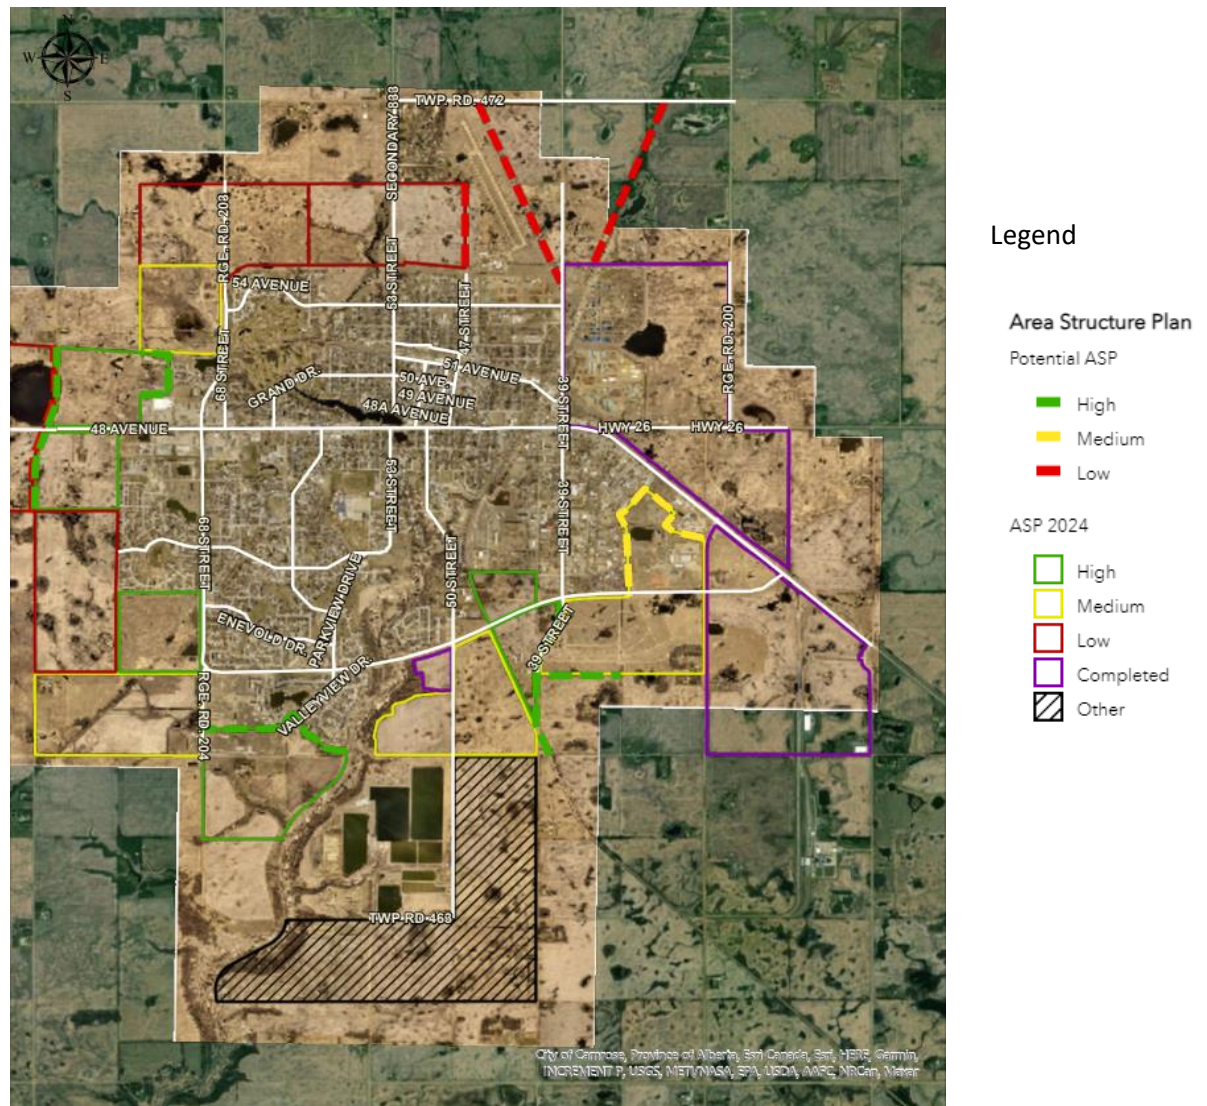 N
W
E
S
TWP. RD. 472
SECONDARY 833
RGE. RD. 203
53 STREET
54 AVENUE
47 STREET
RGE. RD. 200
68 STREET
51 AVENUE
GRAND DR.
50 AVE.
49 AVENUE
48A AVENUE
39 STREET
48 AVENUE
HWY 26
HWY 26
53 STREET
39 STREET
68 STREET
50 STREET
PARKVIEW DRIVE
ENEVOLD DR.
39 STREET
VALLEYVIEW DR.
RGE. RD. 204
TWP RD 463
City of Camrose, Province of Alberta, Esri Canada, Esri, HERE, Garmin,
INCREMENT P, USGS, METI/NASA, EPA, USDA, AAFC, NRCan, Maxar
Legend
Area Structure Plan
Potential ASP
High
Medium
Low
ASP 2024
High
Medium
Low
Completed
Other